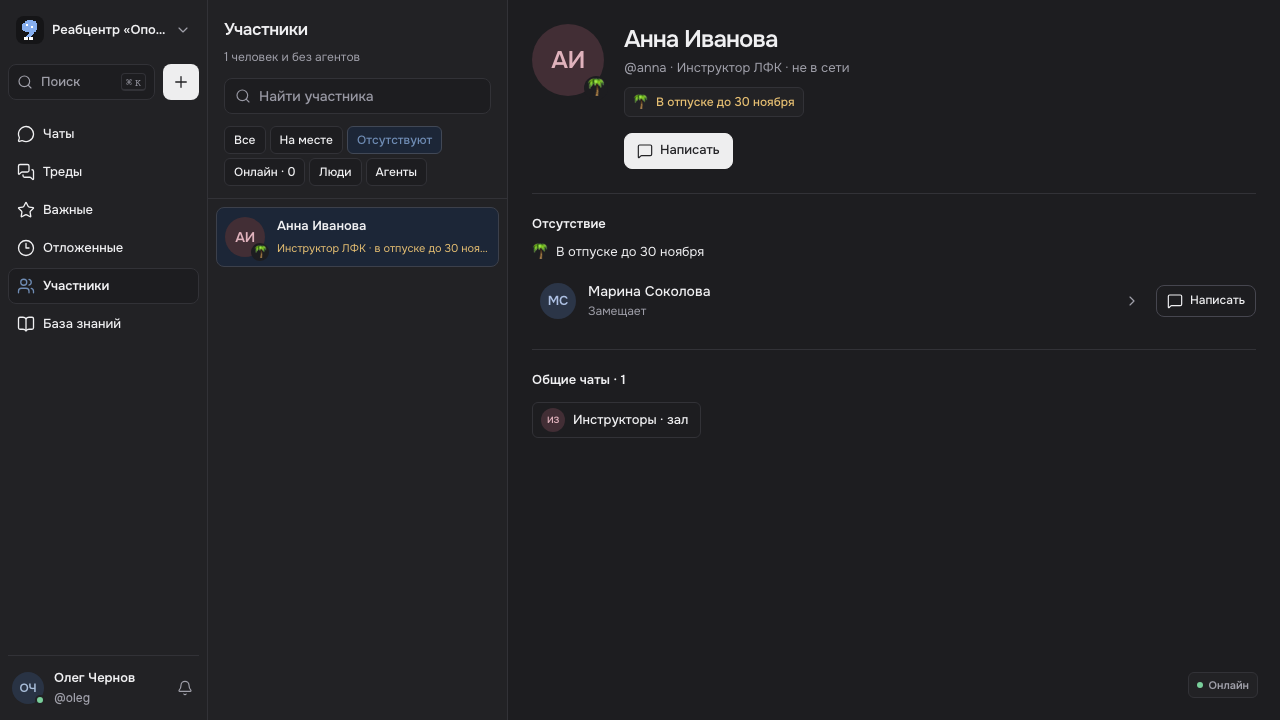 Реабцентр «Опо...
Поиск
⌘ K
Чаты
Треды
Важные
Отложенные
Участники
База знаний
ОЧ
Олег Чернов
@oleg
Участники
1 человек и без агентов
Найти участника
Все
На месте
Отсутствуют
Онлайн · 0
Люди
Агенты
АИ
Анна Иванова
Инструктор ЛФК · в отпуске до 30 ноя...
АИ
Анна Иванова
@anna · Инструктор ЛФК · не в сети
В отпуске до 30 ноября
Написать
Отсутствие
В отпуске до 30 ноября
МС
Марина Соколова
Замещает
Написать
Общие чаты · 1
ИЗ
Инструкторы · зал
Онлайн